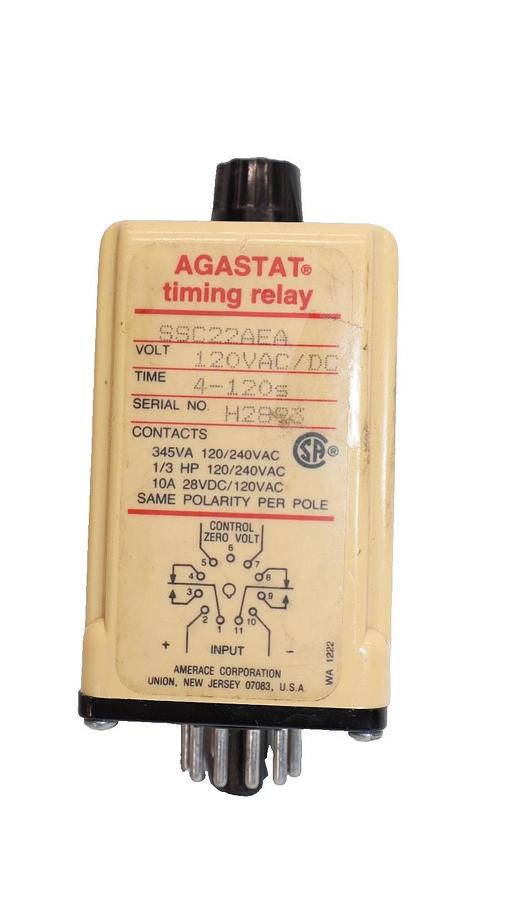 AGASTAT®
timing relay
SSC22AEA
VOLT 120VAC/DC
TIME 4-120s
SERIAL NO.
CONTACTS
345VA 120/240VAC
1/3 HP 120/240VAC
10A 28VDC/120VAC
SAME POLARITY PER POLE
SA ®
CONTROL
ZERO VOLT
6
5 7
4 8
3 9
2 1 11 10
+ INPUT −
AMERACE CORPORATION
UNION, NEW JERSEY 07083, U.S.A.
WA 1222